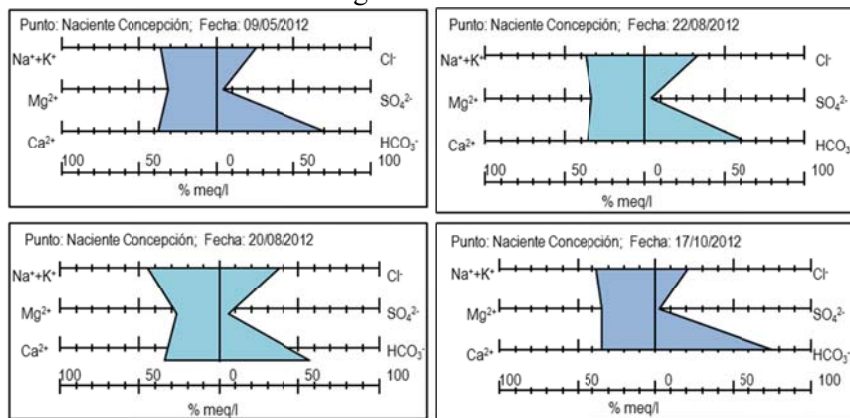 Punto: Naciente Concepción; Fecha: 09/05/2012
Na⁺+K⁺ Cl⁻
Mg²⁺ SO₄²⁻
Ca²⁺ HCO₃⁻
100 50 0 50 100
% meq/l
Punto: Naciente Concepción; Fecha: 22/08/2012
Na⁺+K⁺ Cl⁻
Mg²⁺ SO₄²⁻
Ca²⁺ HCO₃⁻
100 50 0 50 100
% meq/l
Punto: Naciente Concepción; Fecha: 20/08/2012
Na⁺+K⁺ Cl⁻
Mg²⁺ SO₄²⁻
Ca²⁺ HCO₃⁻
100 50 0 50 100
% meq/l
Punto: Naciente Concepción; Fecha: 17/10/2012
Na⁺+K⁺ Cl⁻
Mg²⁺ SO₄²⁻
Ca²⁺ HCO₃⁻
100 50 0 50 100
% meq/l